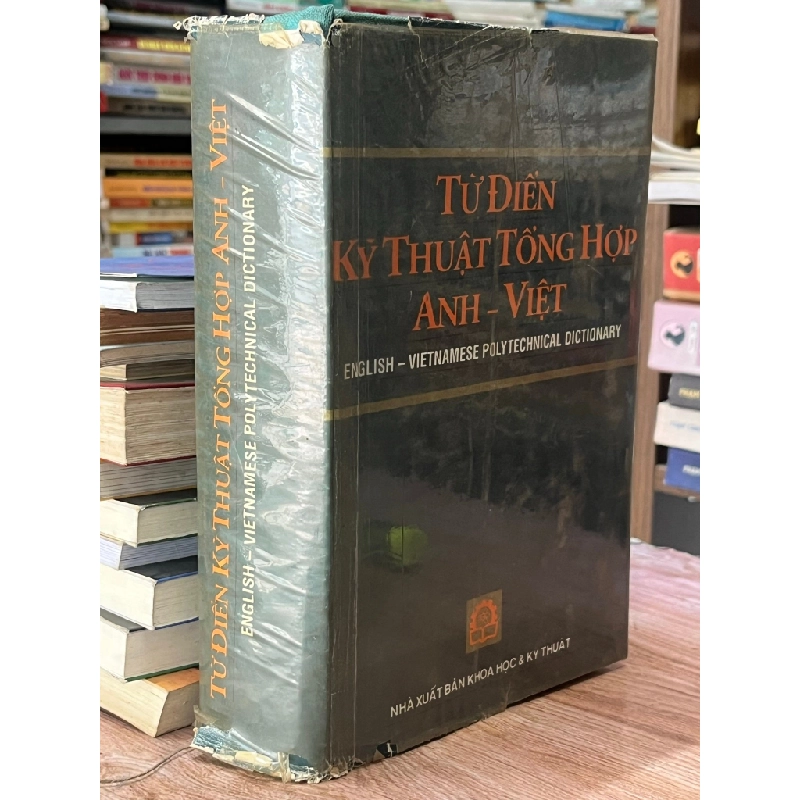 TỪ ĐIỂN KỸ THUẬT TỔNG HỢP ANH – VIỆT
ENGLISH – VIETNAMESE POLYTECHNICAL DICTIONARY
TỪ ĐIỂN
KỸ THUẬT TỔNG HỢP
ANH – VIỆT
ENGLISH – VIETNAMESE POLYTECHNICAL DICTIONARY
NHÀ XUẤT BẢN KHOA HỌC & KỸ THUẬT